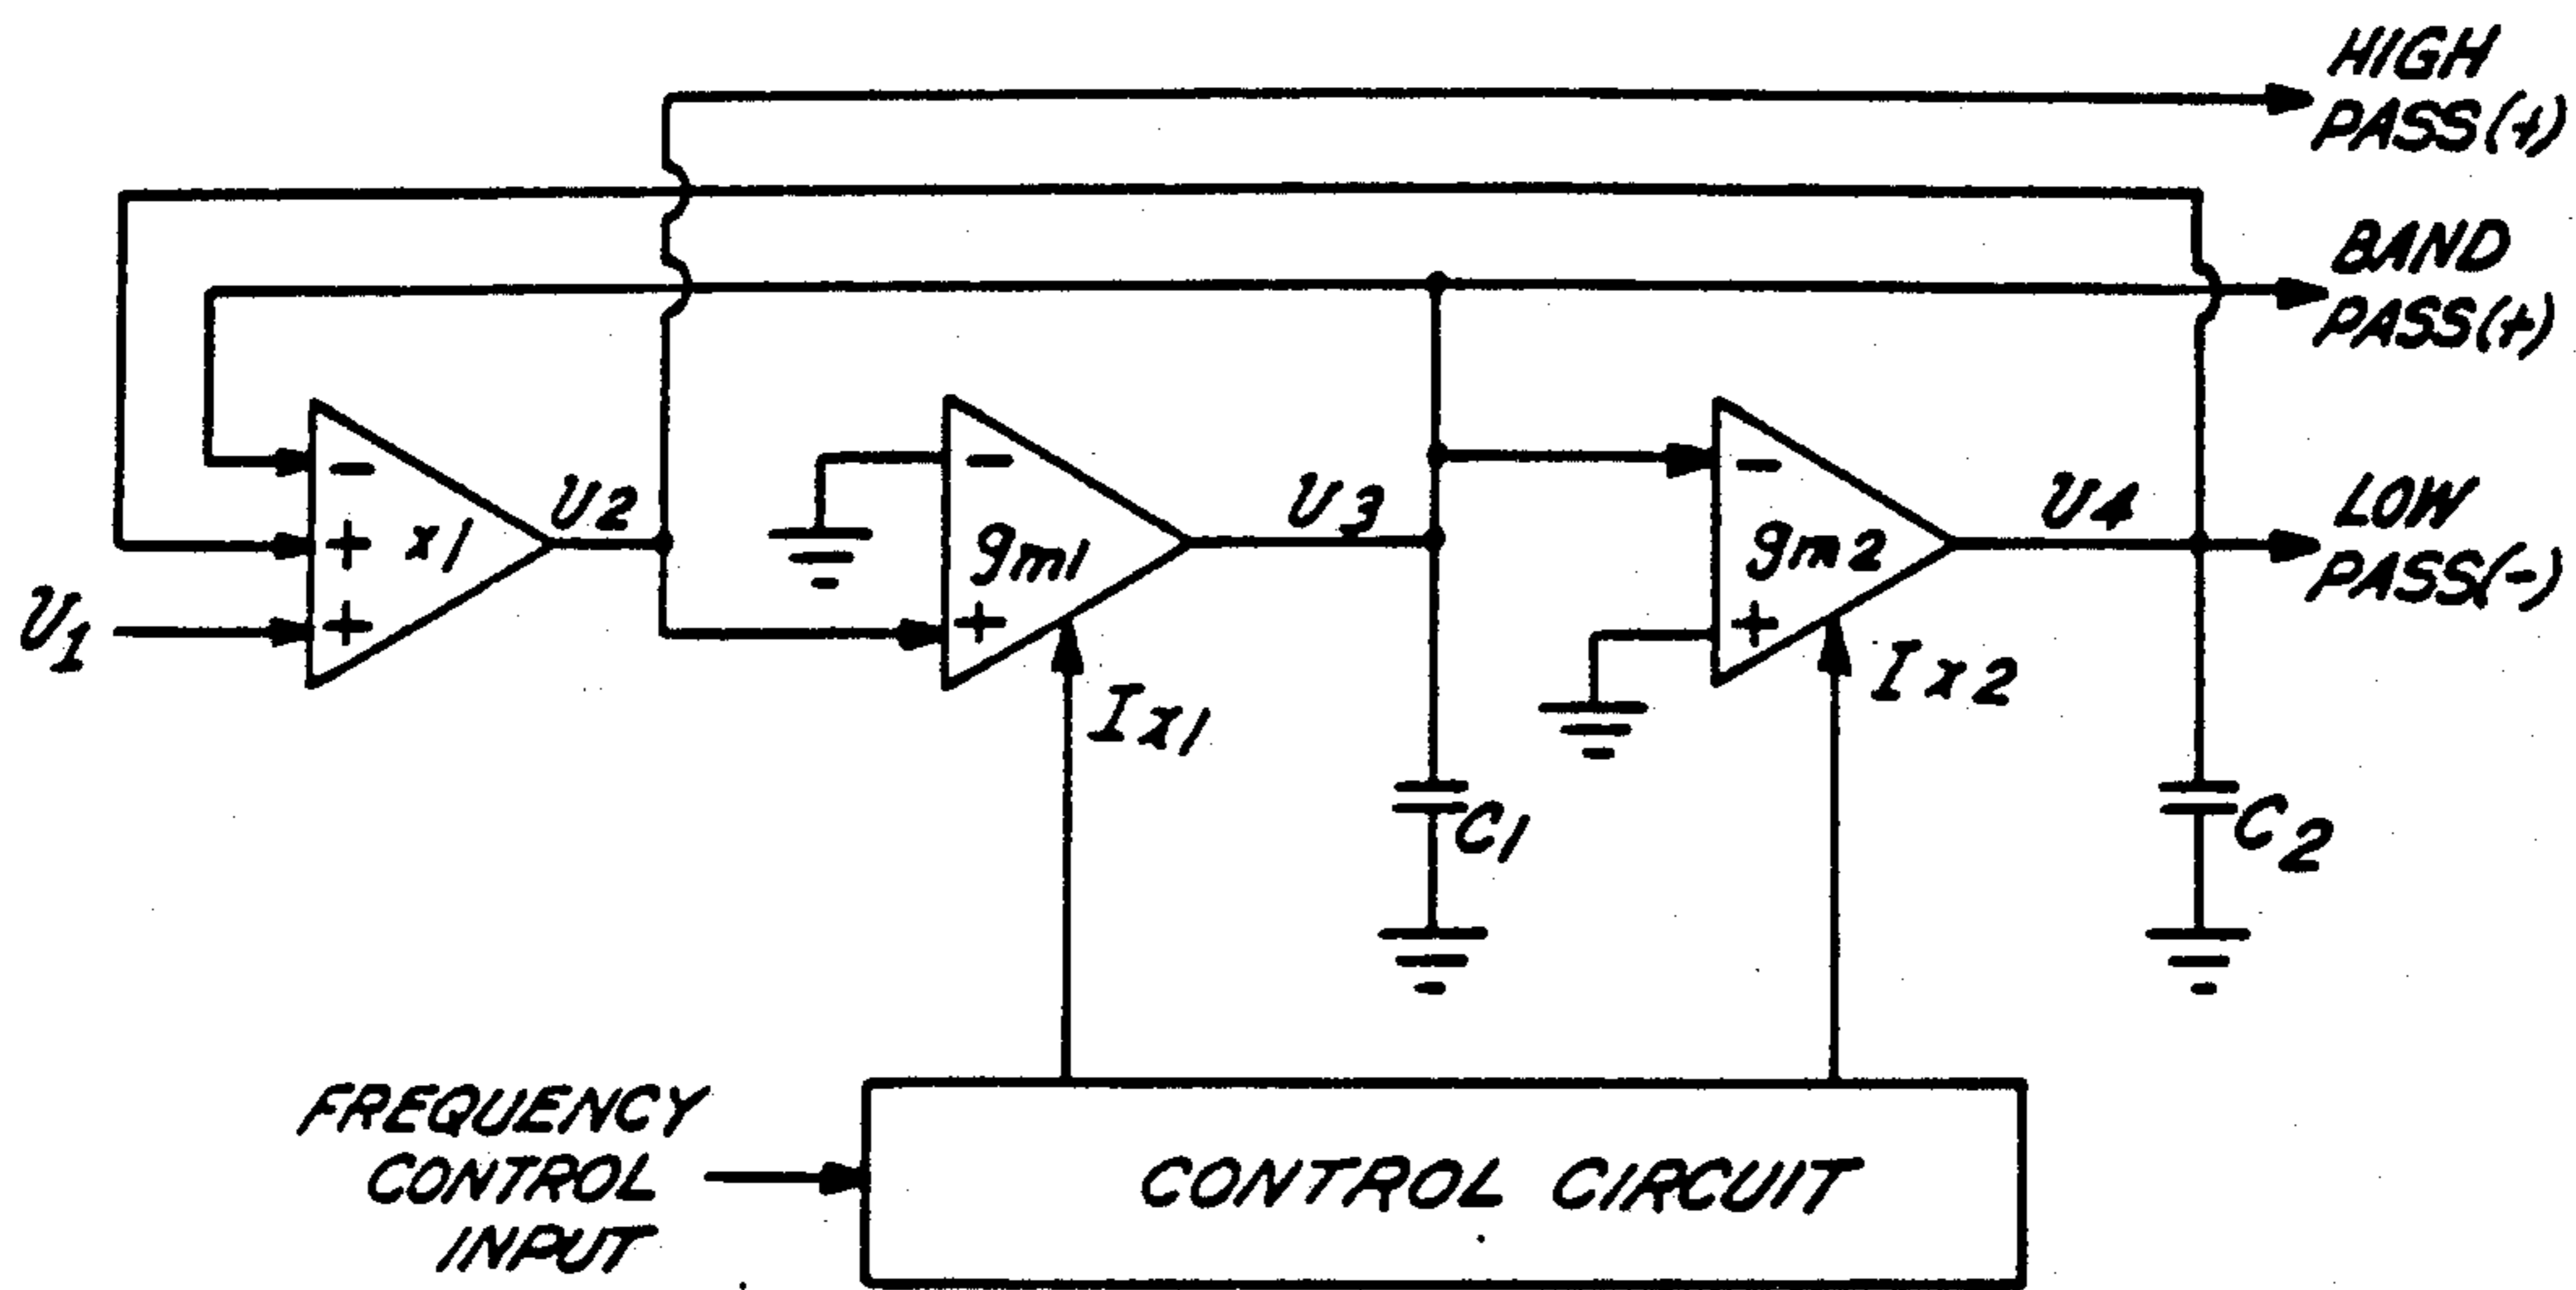 HIGH
PASS(+)
BAND
PASS(+)
LOW
PASS(-)
U1
-
+
+
x1
U2
-
+
gm1
Ix1
U3
C1
-
+
gm2
Ix2
U4
C2
FREQUENCY
CONTROL
INPUT
CONTROL CIRCUIT